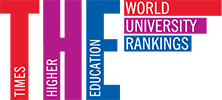 THE
TIMES
HIGHER
EDUCATION
WORLD
UNIVERSITY
RANKINGS